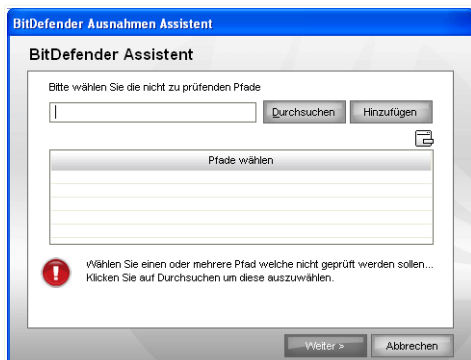 BitDefender Ausnahmen Assistent
BitDefender Assistent
Bitte wählen Sie die nicht zu prüfenden Pfade
Durchsuchen
Hinzufügen
Pfade wählen
Wählen Sie einen oder mehrere Pfad welche nicht geprüft werden sollen...
Klicken Sie auf Durchsuchen um diese auszuwählen.
Weiter >
Abbrechen